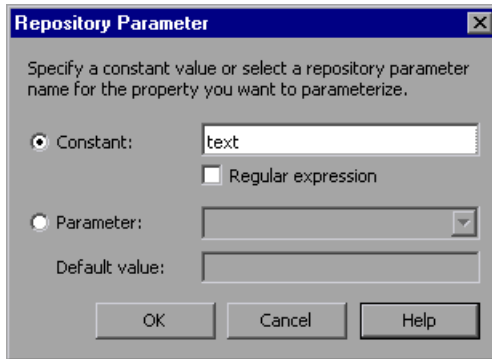 Repository Parameter
Specify a constant value or select a repository parameter
name for the property you want to parameterize.
Constant: text
Regular expression
Parameter:
Default value:
OK Cancel Help